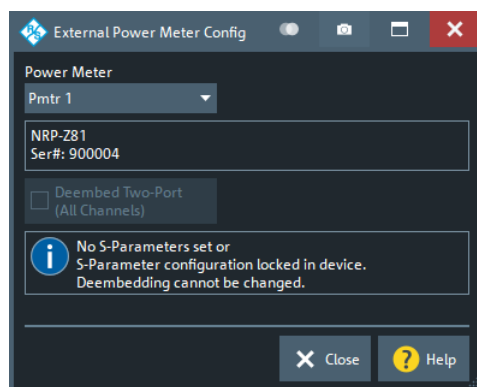 External Power Meter Config
Power Meter
Pmtr 1
NRP-Z81
Ser#: 900004
Deembed Two-Port
(All Channels)
No S-Parameters set or
S-Parameter configuration locked in device.
Deembedding cannot be changed.
Close
Help